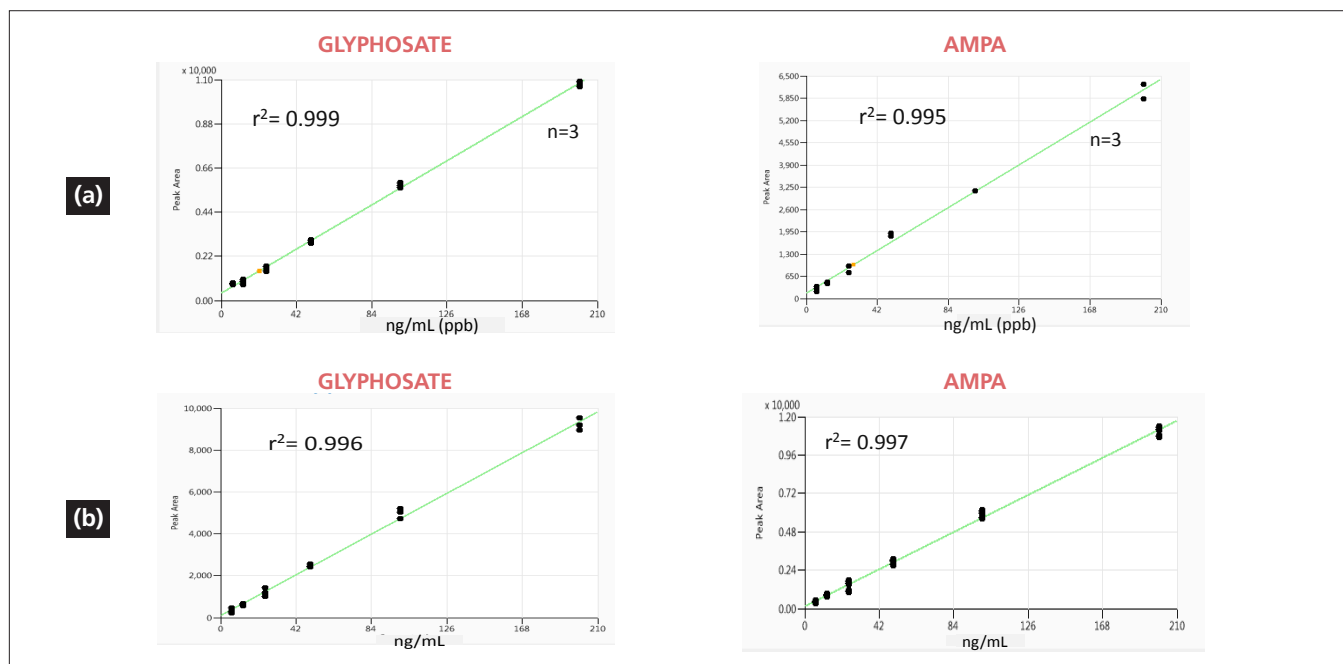 GLYPHOSATE
x 10,000
1.10
0.88
0.66
0.44
0.22
0.00
Peak Area
r²= 0.999
n=3
0 42 84 126 168 210
ng/mL (ppb)
AMPA
6,500
5,850
5,200
4,550
3,900
3,250
2,600
1,950
1,300
650
0
Peak Area
r²= 0.995
n=3
0 42 84 126 168 210
ng/mL (ppb)
(a)
GLYPHOSATE
10,000
8,000
6,000
4,000
2,000
0
Peak Area
r²= 0.996
0 42 84 126 168 210
ng/mL
AMPA
x 10,000
1.20
0.96
0.72
0.48
0.24
0.00
Peak Area
r²= 0.997
0 42 84 126 168 210
ng/mL
(b)